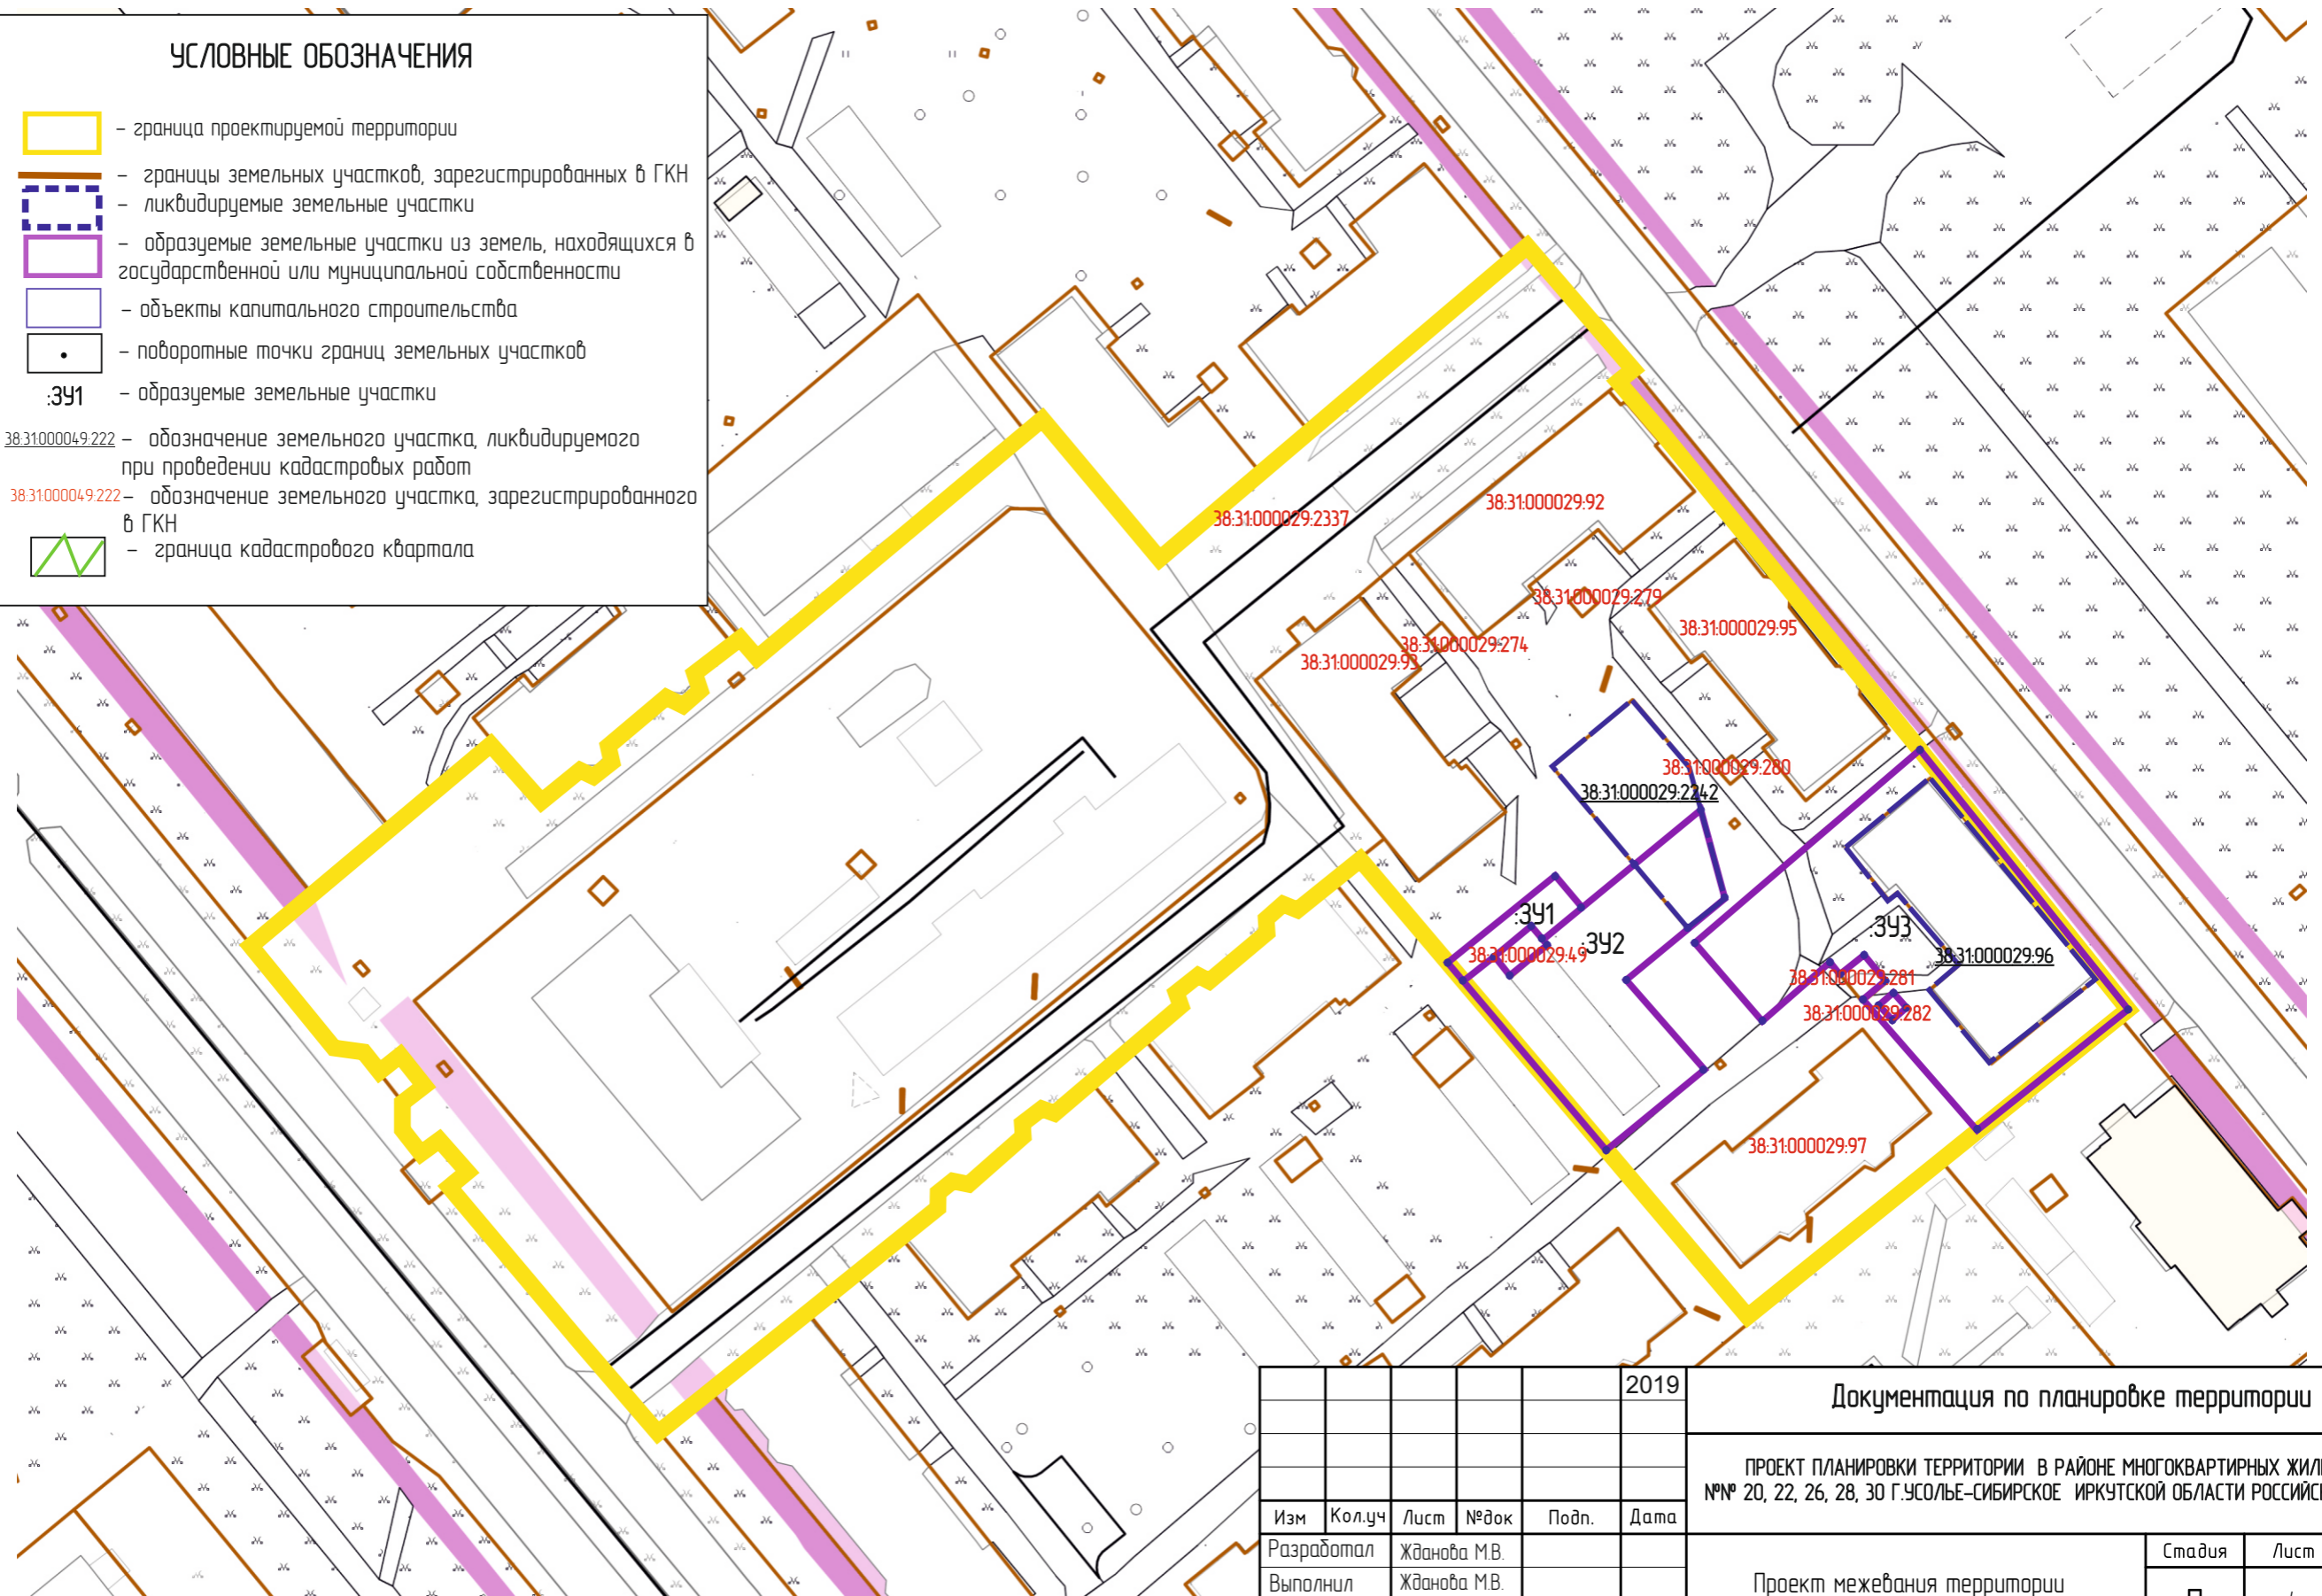 УСЛОВНЫЕ ОБОЗНАЧЕНИЯ
– граница проектируемой территории
– границы земельных участков, зарегистрированных в ГКН
– ликвидируемые земельные участки
– образуемые земельные участки из земель, находящихся в
государственной или муниципальной собственности
– объекты капитального строительства
– поворотные точки границ земельных участков
:ЗУ1 – образуемые земельные участки
38:31:000049:222 – обозначение земельного участка, ликвидируемого
при проведении кадастровых работ
38:31:000049:222 – обозначение земельного участка, зарегистрированного
в ГКН
– граница кадастрового квартала
38:31:000029:92
38:31:000029:2337
38:31:000029:279
38:31:000029:95
38:31:000029:274
38:31:000029:93
38:31:000029:280
38:31:000029:2242
:ЗУ1
:ЗУ3
:ЗУ2
38:31:000029:49
38:31:000029:96
38:31:000029:281
38:31:000029:282
38:31:000029:97
2019
Документация по планировке территории
ПРОЕКТ ПЛАНИРОВКИ ТЕРРИТОРИИ В РАЙОНЕ МНОГОКВАРТИРНЫХ
№№ 20, 22, 26, 28, 30 Г.УСОЛЬЕ-СИБИРСКОЕ ИРКУТСКОЙ ОБЛАСТИ
Изм Кол.уч Лист №док Подп. Дата
Разработал Жданова М.В.
Стадия Лист
Выполнил Жданова М.В.
Проект межевания территории